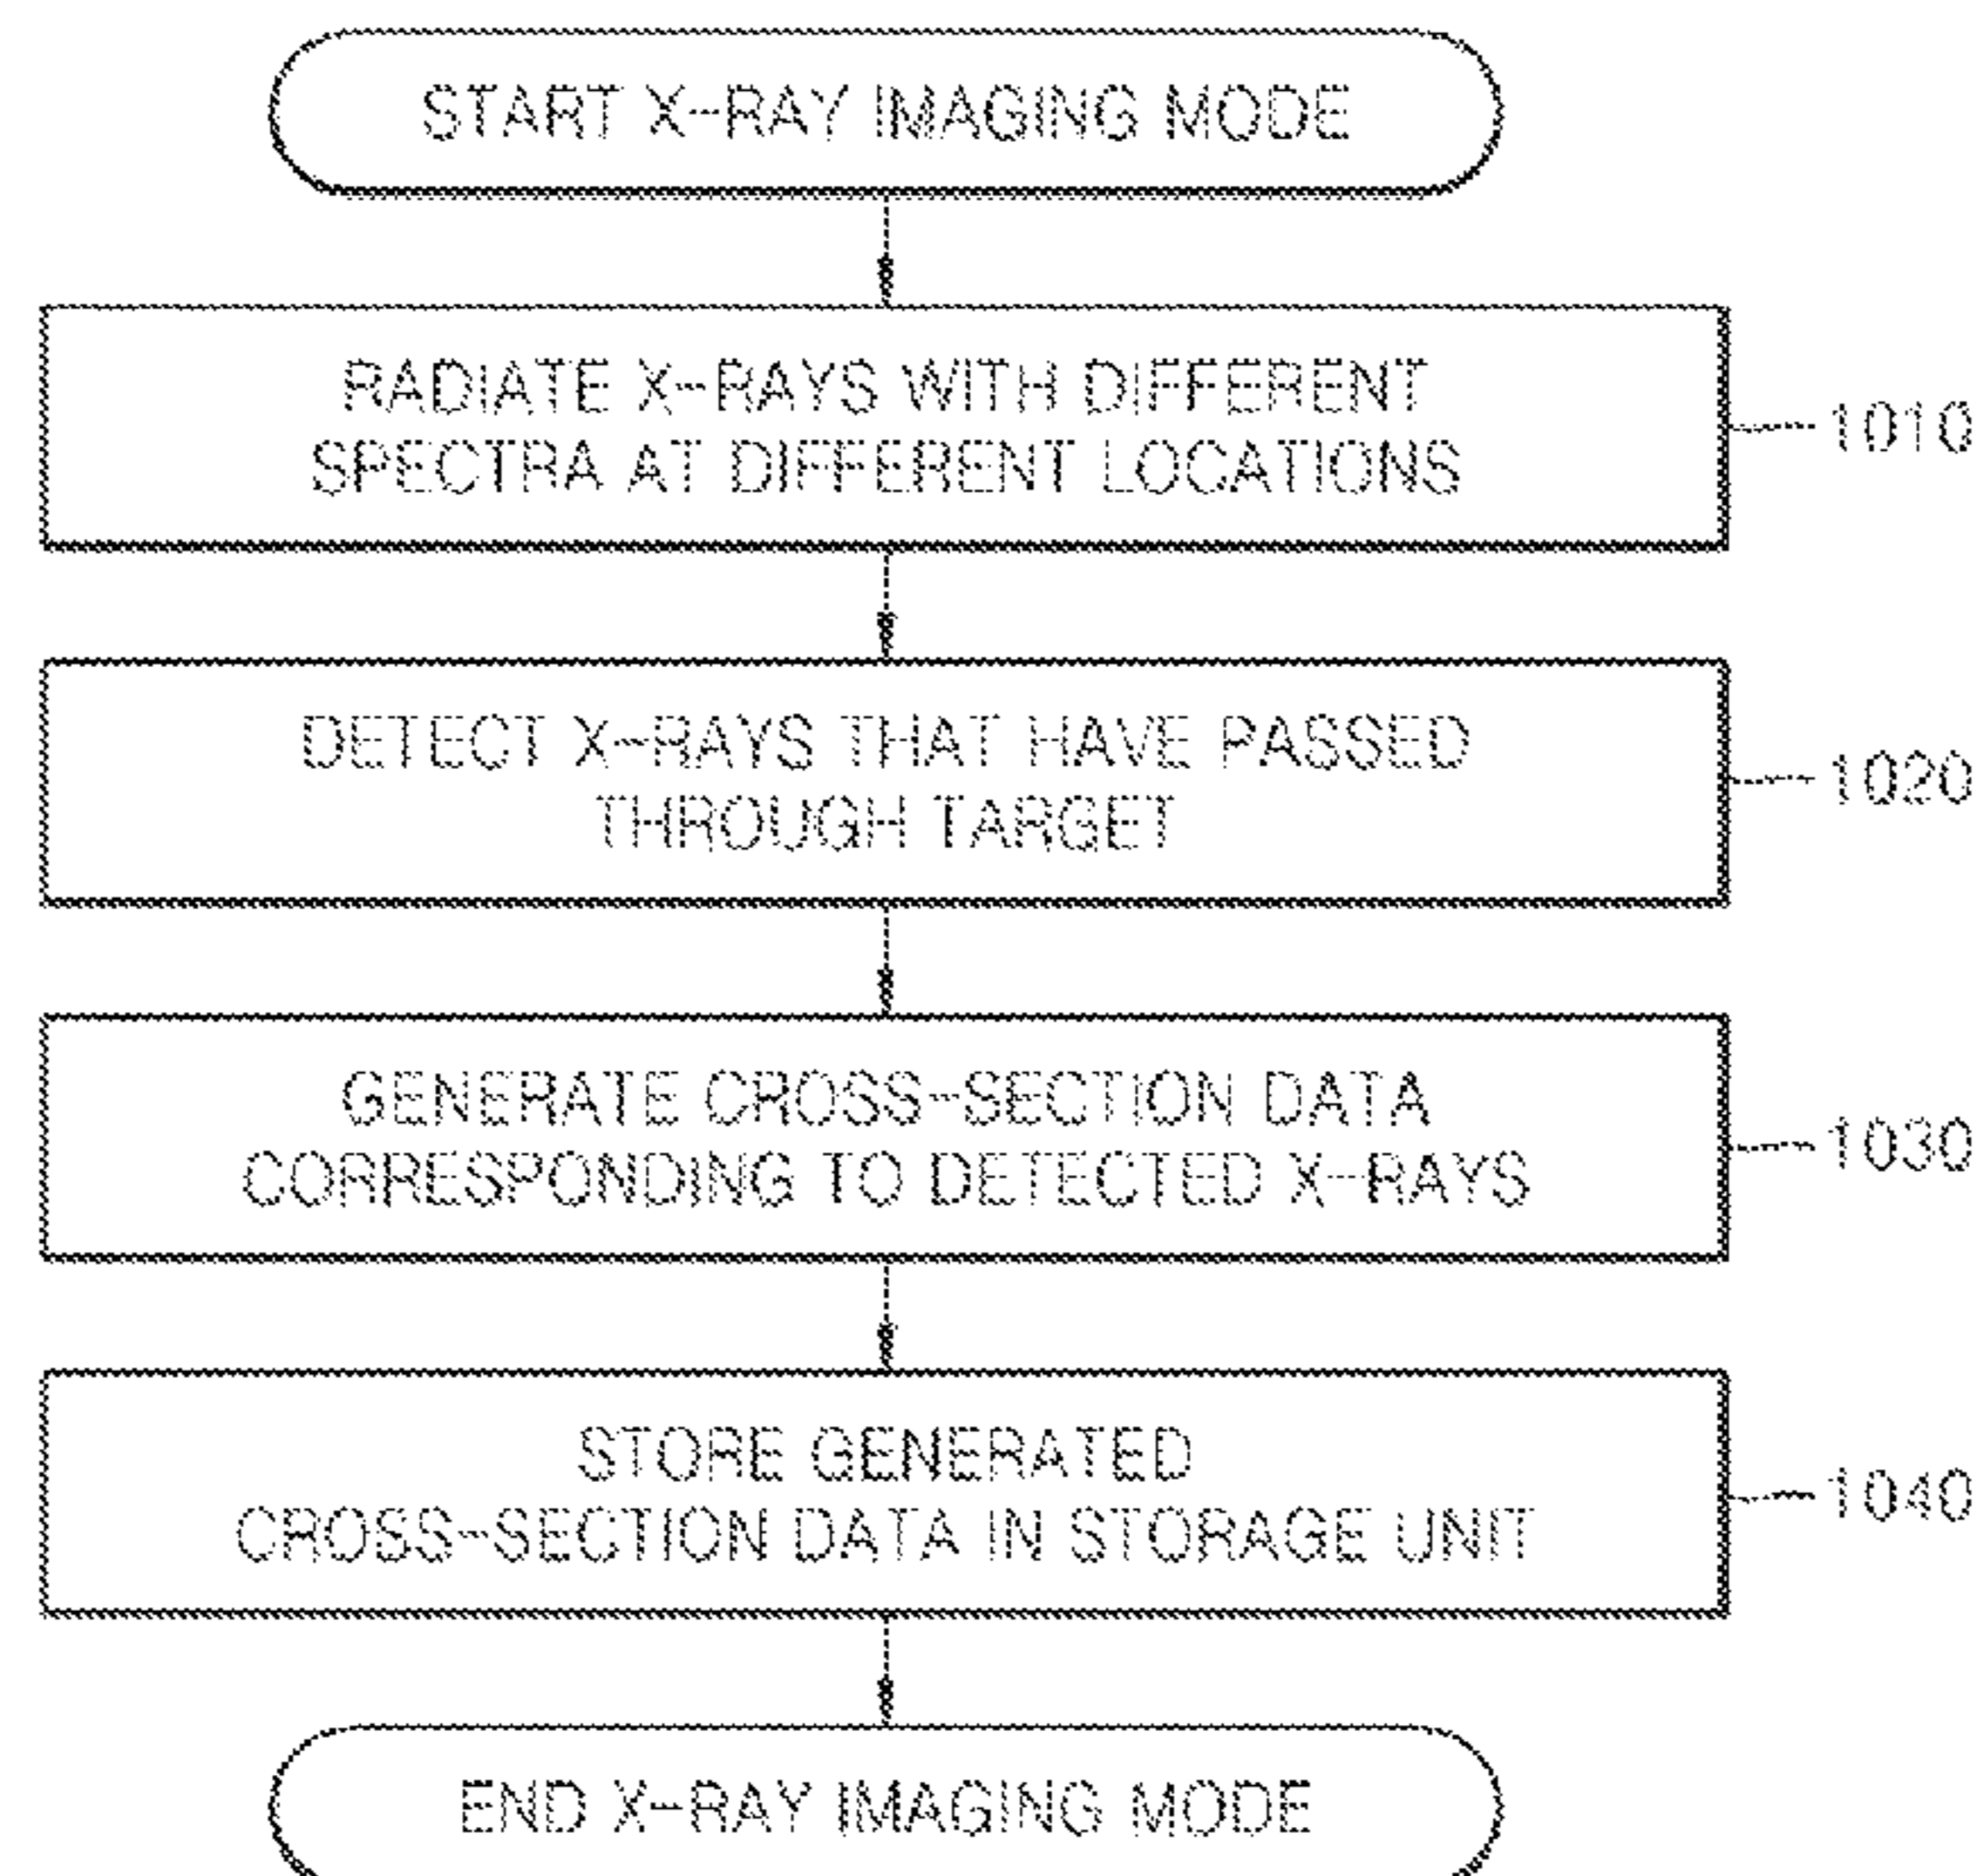 START X-RAY IMAGING MODE
RADIATE X-RAYS WITH DIFFERENT
SPECTRA AT DIFFERENT LOCATIONS
1010
DETECT X-RAYS THAT HAVE PASSED
THROUGH TARGET
1020
GENERATE CROSS-SECTION DATA
CORRESPONDING TO DETECTED X-RAYS
1030
STORE GENERATED
CROSS-SECTION DATA IN STORAGE UNIT
1040
END X-RAY IMAGING MODE